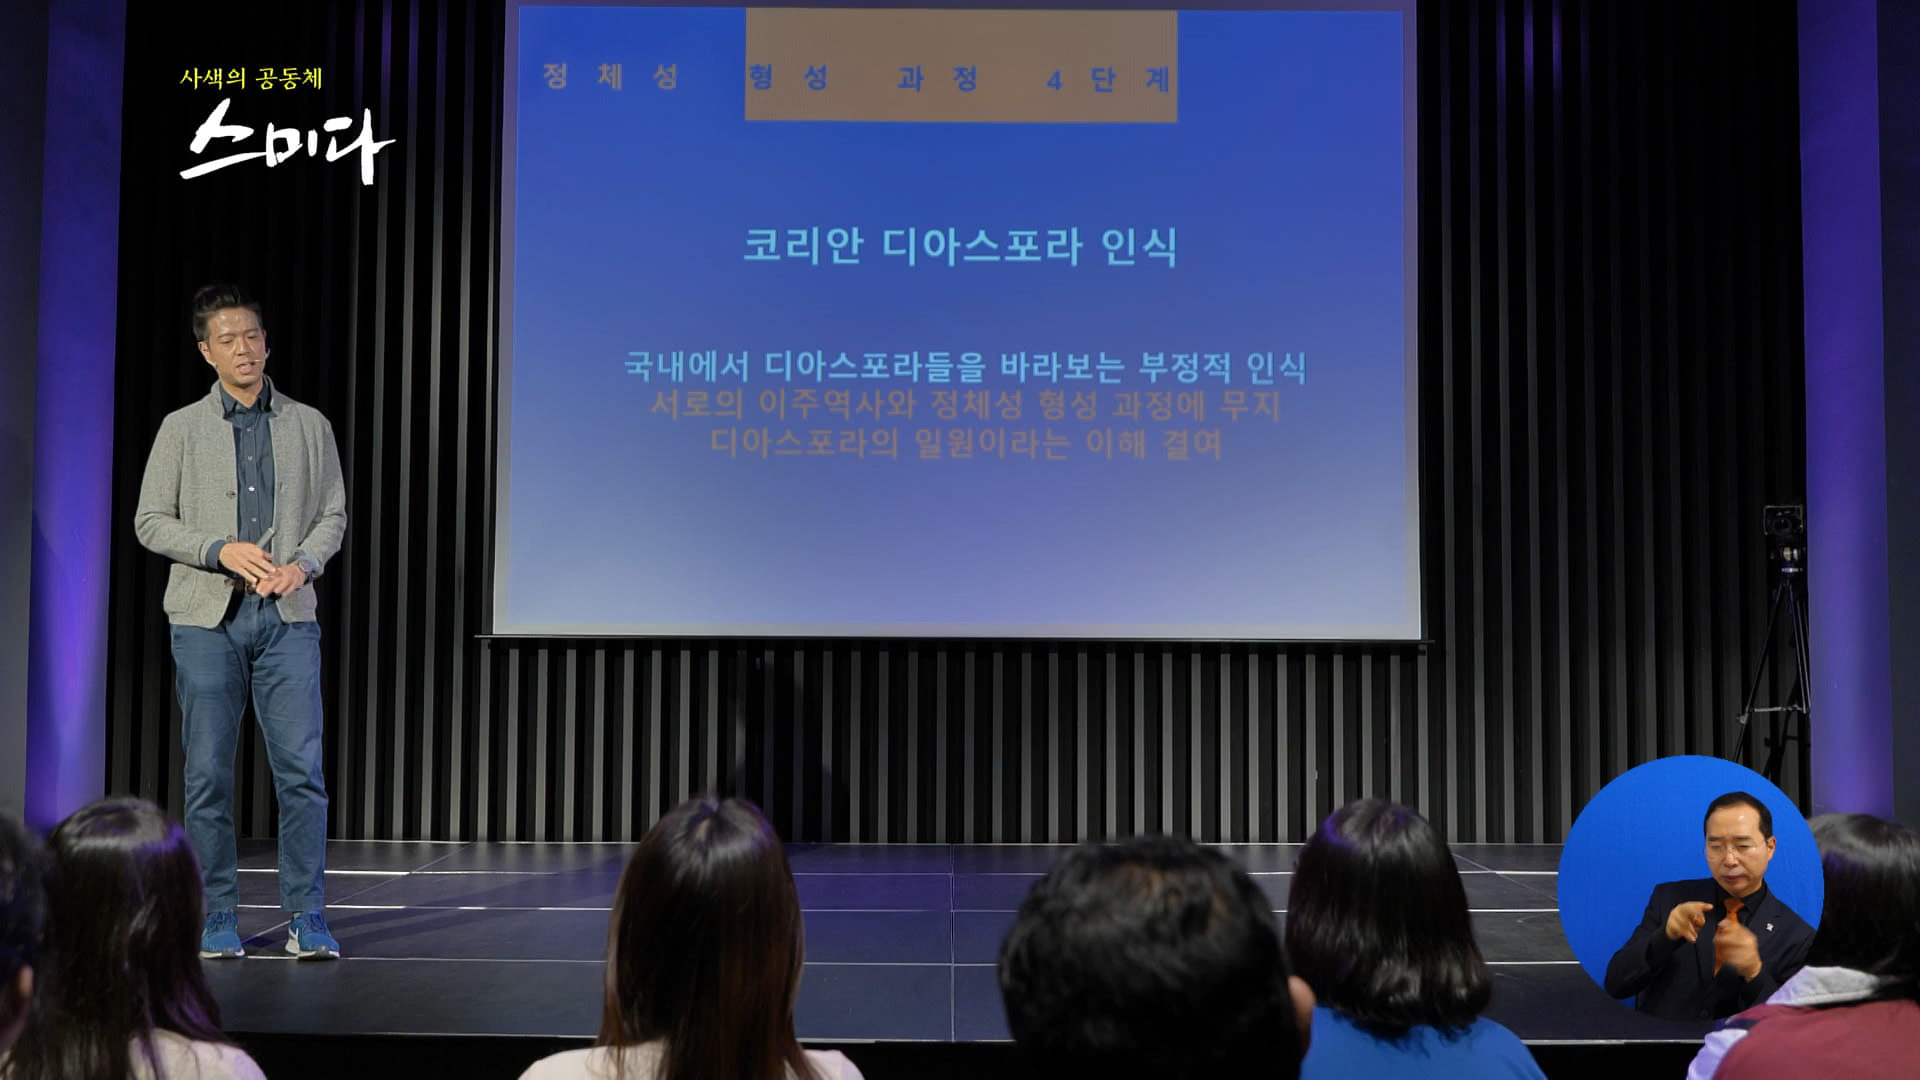 사색의 공동체
스미다
정체성 형성 과정 4단계
코리안 디아스포라 인식
국내에서 디아스포라들을 바라보는 부정적 인식
서로의 이주역사와 정체성 형성 과정에 무지
디아스포라의 일원이라는 이해 결여